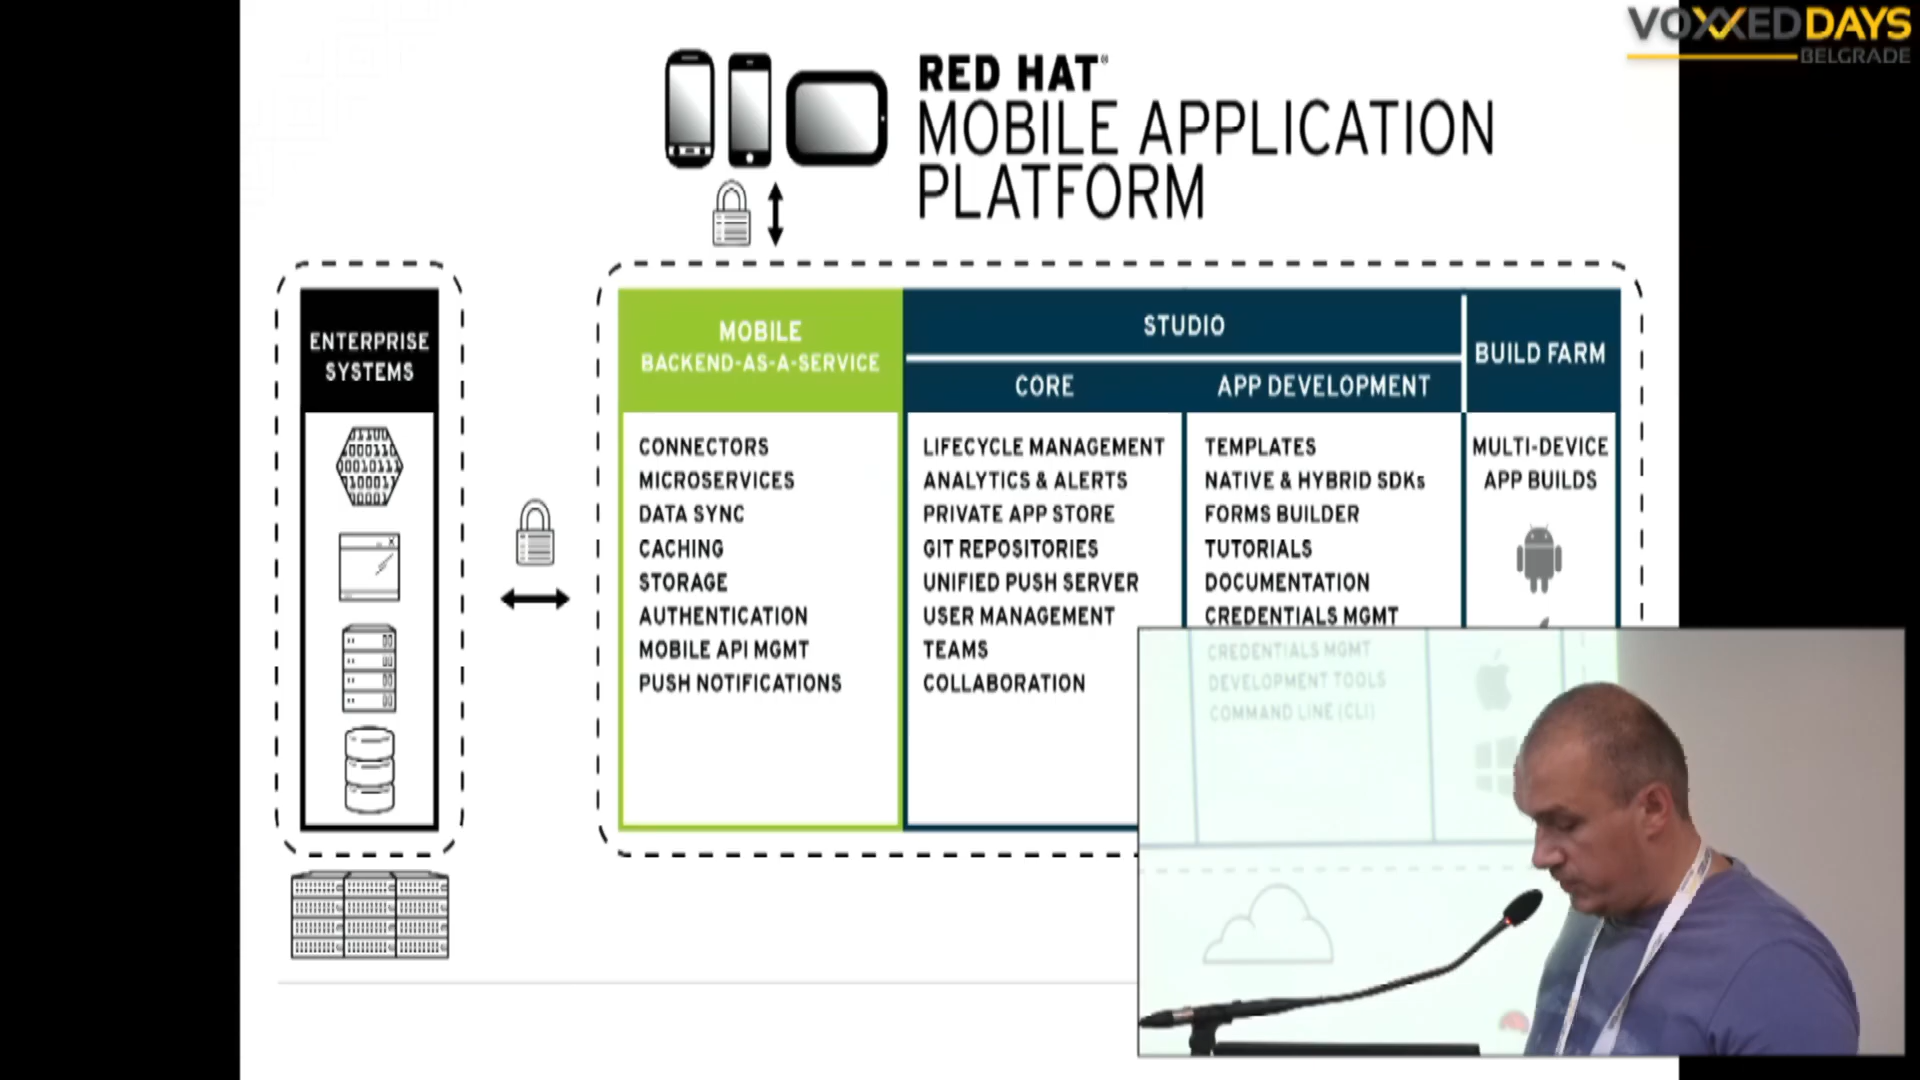 VOXXEDDAYS
BELGRADE
RED HAT®
MOBILE APPLICATION
PLATFORM
ENTERPRISE
SYSTEMS
MOBILE
BACKEND-AS-A-SERVICE
CONNECTORS
MICROSERVICES
DATA SYNC
CACHING
STORAGE
AUTHENTICATION
MOBILE API MGMT
PUSH NOTIFICATIONS
STUDIO
CORE
LIFECYCLE MANAGEMENT
ANALYTICS & ALERTS
PRIVATE APP STORE
GIT REPOSITORIES
UNIFIED PUSH SERVER
USER MANAGEMENT
TEAMS
COLLABORATION
APP DEVELOPMENT
TEMPLATES
NATIVE & HYBRID SDKs
FORMS BUILDER
TUTORIALS
DOCUMENTATION
CREDENTIALS MGMT
BUILD FARM
MULTI-DEVICE
APP BUILDS
CREDENTIALS MGMT
DEVELOPMENT TOOLS
COMMAND LINE (CLI)